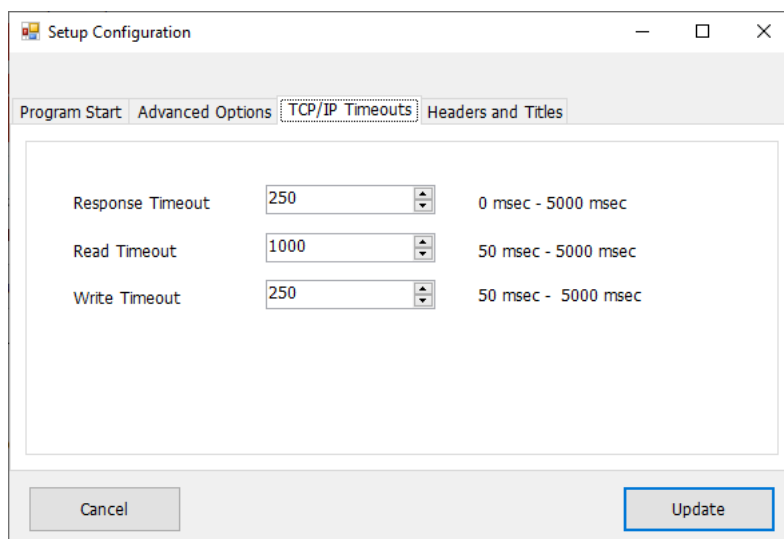 Setup Configuration
Program Start Advanced Options TCP/IP Timeouts Headers and Titles
Response Timeout 250 0 msec - 5000 msec
Read Timeout 1000 50 msec - 5000 msec
Write Timeout 250 50 msec -  5000 msec
Cancel Update